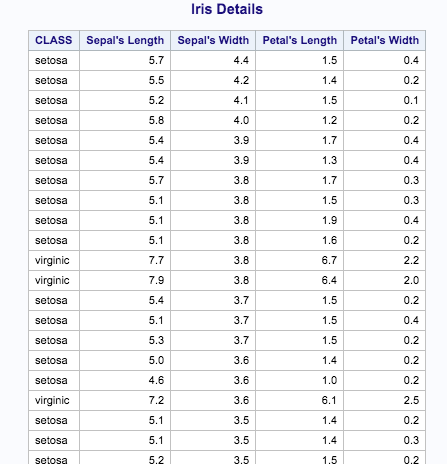 Iris Details
CLASS Sepal's Length Sepal's Width Petal's Length Petal's Width
setosa 5.7 4.4 1.5 0.4
setosa 5.5 4.2 1.4 0.2
setosa 5.2 4.1 1.5 0.1
setosa 5.8 4.0 1.2 0.2
setosa 5.4 3.9 1.7 0.4
setosa 5.4 3.9 1.3 0.4
setosa 5.7 3.8 1.7 0.3
setosa 5.1 3.8 1.5 0.3
setosa 5.1 3.8 1.9 0.4
setosa 5.1 3.8 1.6 0.2
virginic 7.7 3.8 6.7 2.2
virginic 7.9 3.8 6.4 2.0
setosa 5.4 3.7 1.5 0.2
setosa 5.1 3.7 1.5 0.4
setosa 5.3 3.7 1.5 0.2
setosa 5.0 3.6 1.4 0.2
setosa 4.6 3.6 1.0 0.2
virginic 7.2 3.6 6.1 2.5
setosa 5.1 3.5 1.4 0.2
setosa 5.1 3.5 1.4 0.3
setosa 5.2 3.5 1.5 0.2